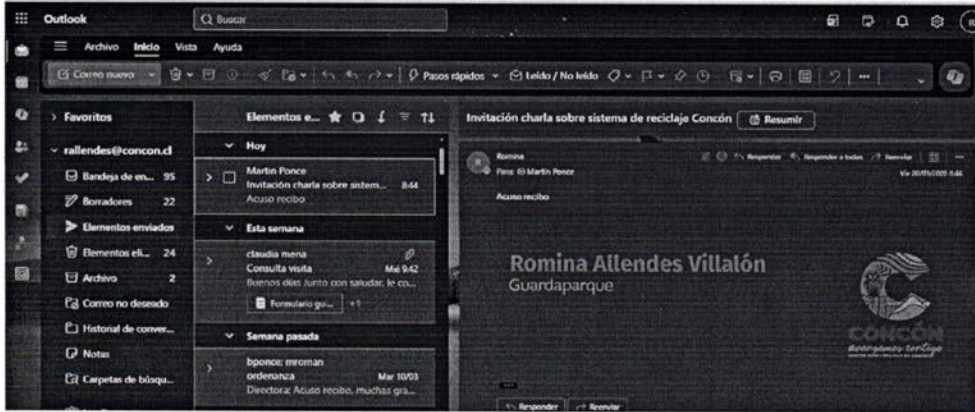 Outlook
Buscar
Archivo Inicio Vista Ayuda
Correo nuevo
Pasos rápidos
Leído / No leído
Favoritos
Elementos e...
Invitación charla sobre sistema de reciclaje Concón
Resumir
rallendes@concon.cl
Bandeja de en... 95
Borradores 22
Elementos enviados
Elementos eli... 24
Archivo 2
Correo no deseado
Historial de conver...
Notas
Carpetas de búsqu...
Hoy
Martin Ponce
Invitación charla sobre sistem... 8:44
Acuso recibo
Esta semana
claudia mena
Consulta visita Mié 9:42
Buenos días Junto con saludar, le co...
Formulario gu... +1
Semana pasada
bponce; mroman
ordenanza Mar 10/03
Directora: Acuso recibo, muchas gra...
R
Romina
Para: Martin Ponce
Responder Responder a todos Reenviar
Vie 8:44
Acuso recibo
Romina Allendes Villalón
Guardaparque
CONCÓN
avanzamos contigo
Responder Reenviar